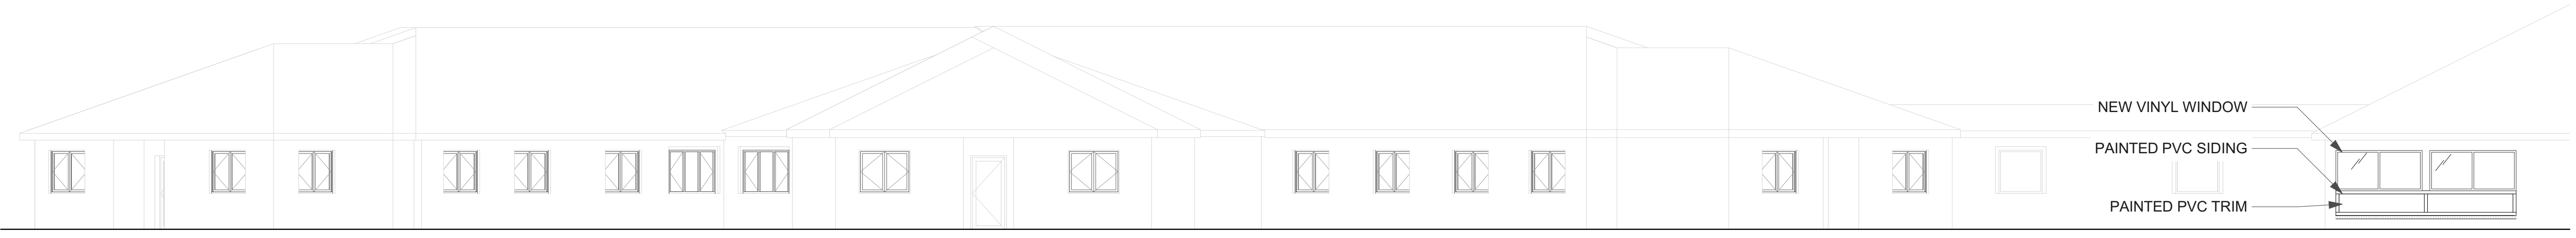 NEW VINYL WINDOW
PAINTED PVC SIDING
PAINTED PVC TRIM